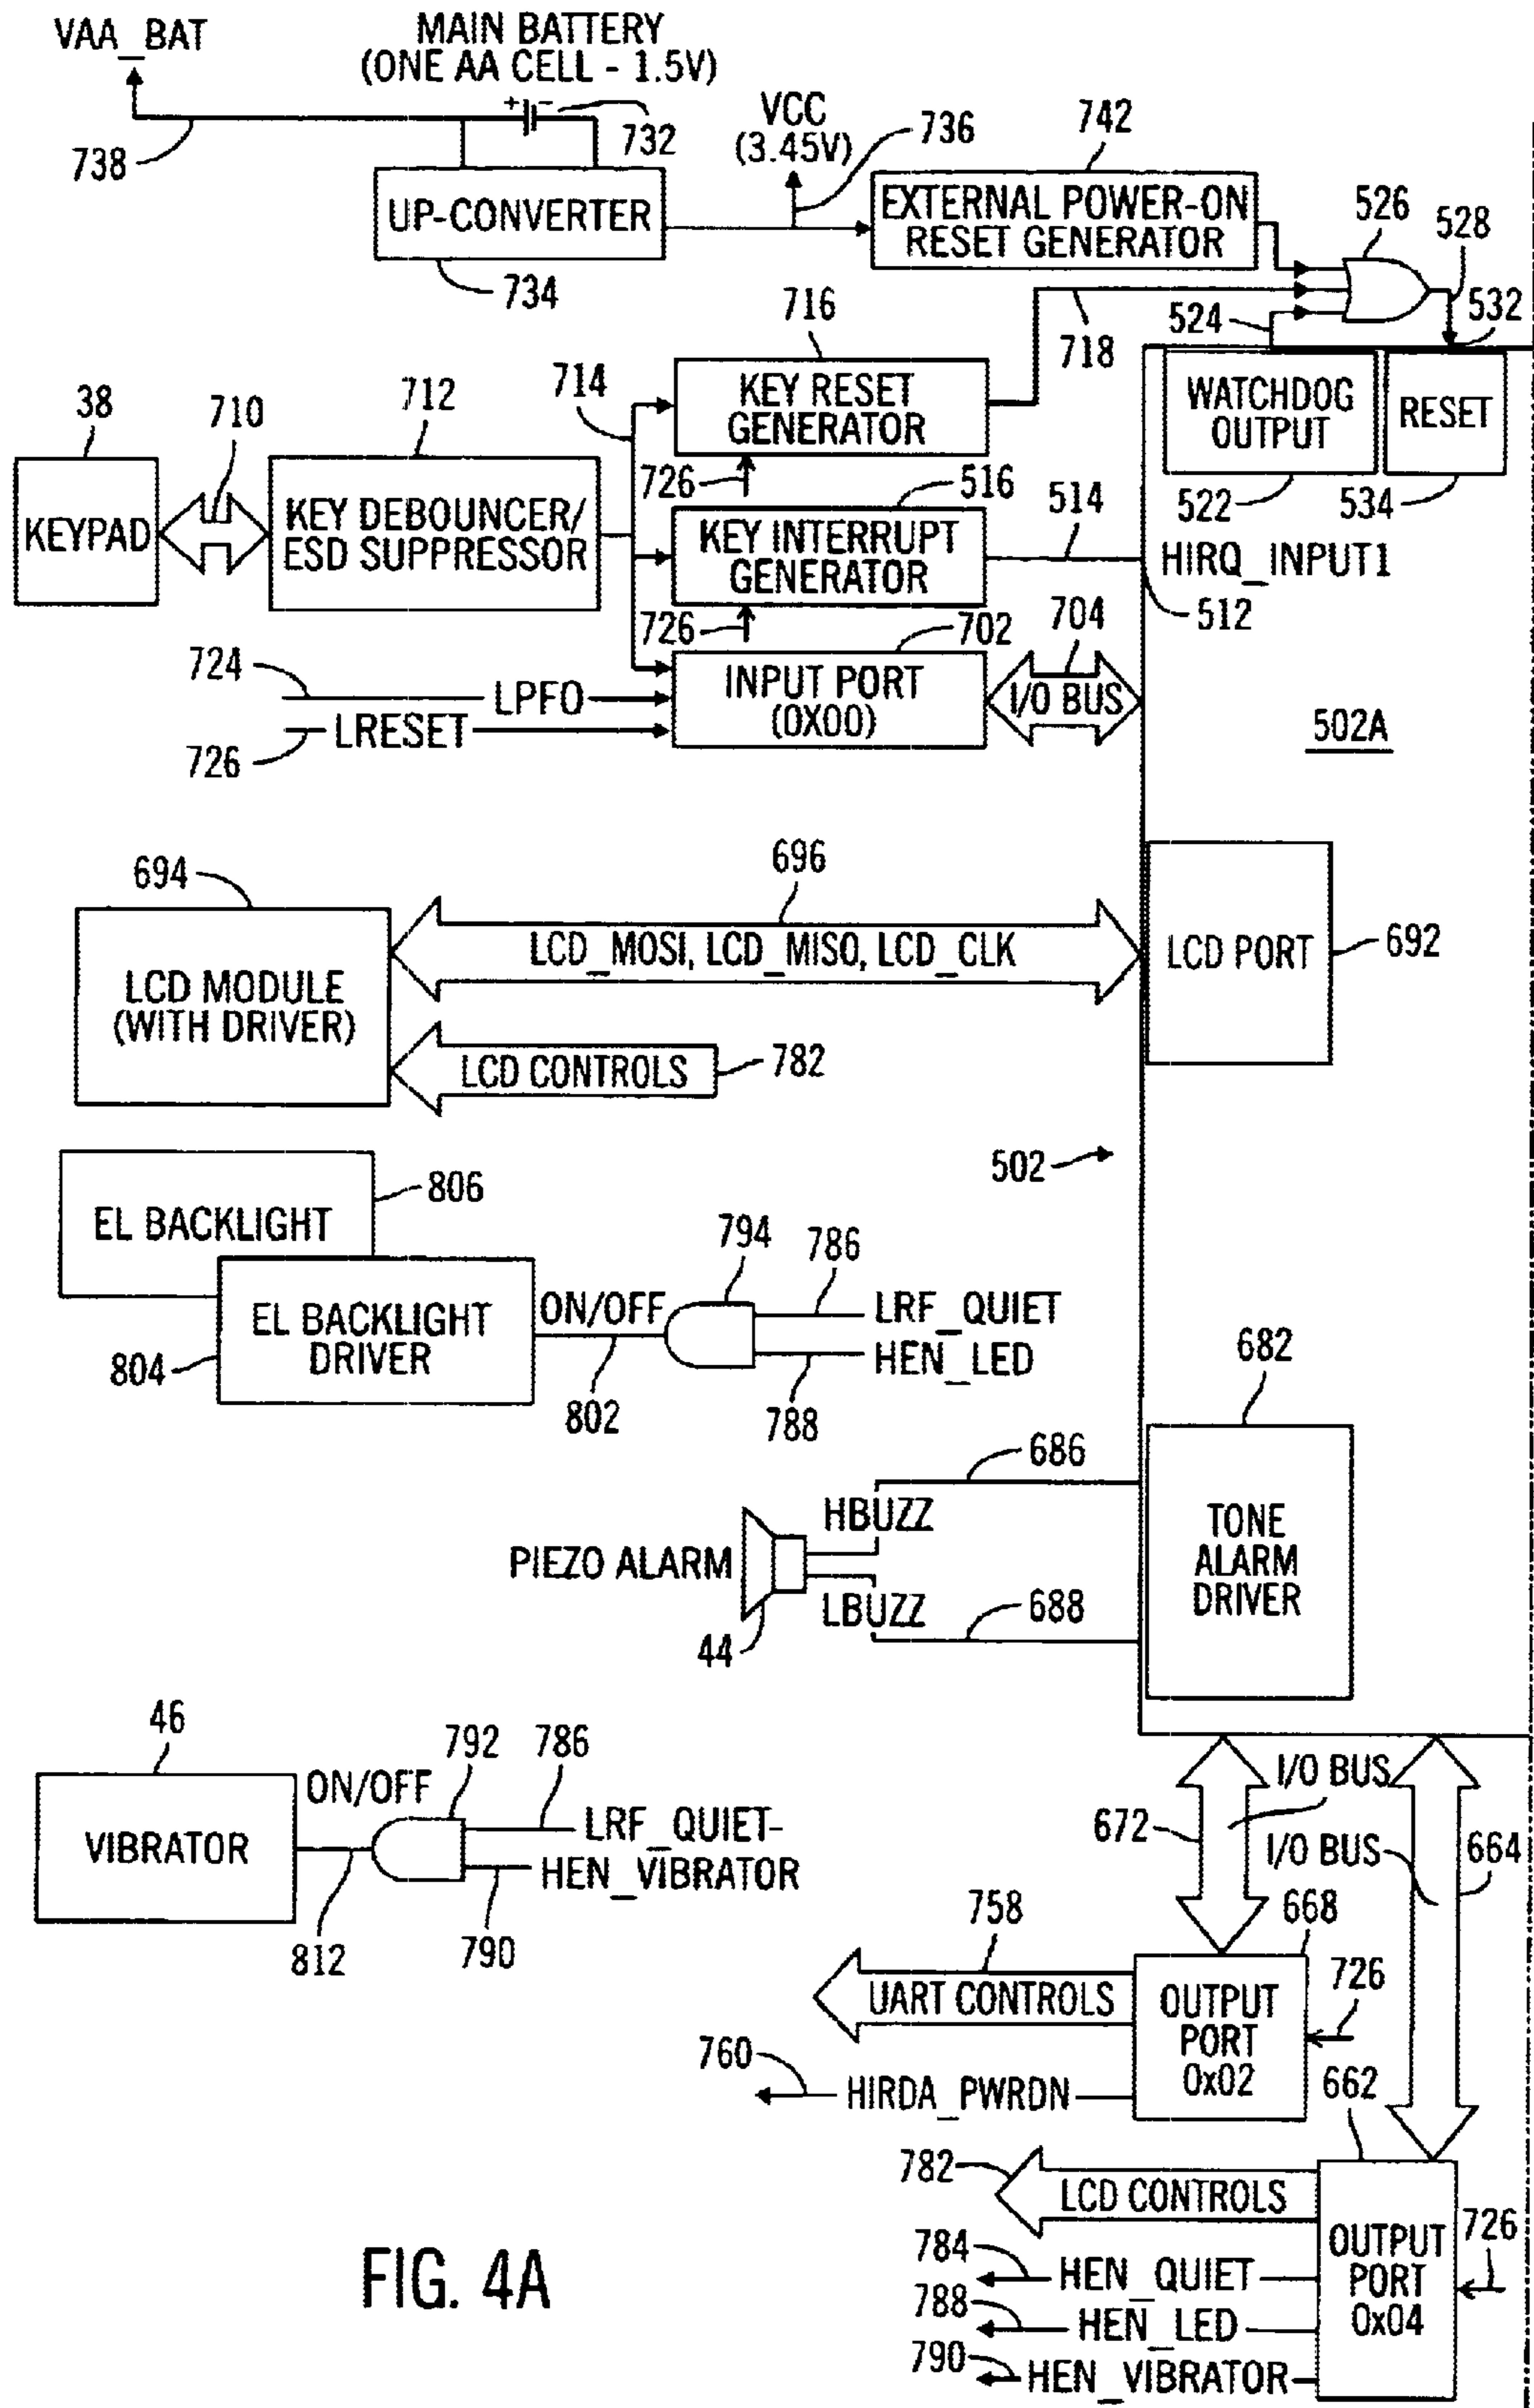 VAA_BAT
MAIN BATTERY
(ONE AA CELL - 1.5V)
+ -
732
738
VCC
(3.45V)
736
742
UP-CONVERTER
734
EXTERNAL POWER-ON
RESET GENERATOR
526
528
532
524
718
716
KEY RESET
GENERATOR
WATCHDOG
OUTPUT
RESET
522
534
38
710
712
714
726
516
514
KEYPAD
KEY DEBOUNCER/
ESD SUPPRESSOR
KEY INTERRUPT
GENERATOR
HIRQ_INPUT1
512
726
702
704
724
LPFO
LRESET
726
INPUT PORT
(0X00)
I/O BUS
502A
694
696
LCD MODULE
(WITH DRIVER)
LCD_MOSI, LCD_MISO, LCD_CLK
LCD PORT
692
LCD CONTROLS
782
502
806
EL BACKLIGHT
794
786
EL BACKLIGHT
DRIVER
804
ON/OFF
802
LRF_QUIET
HEN_LED
788
682
686
HBUZZ
PIEZO ALARM
LBUZZ
688
44
TONE
ALARM
DRIVER
46
792
786
VIBRATOR
ON/OFF
LRF_QUIET-
HEN_VIBRATOR
812
790
I/O BUS
672
I/O BUS
664
758
668
UART CONTROLS
OUTPUT
PORT
0x02
726
760
HIRDA_PWRDN
662
782
LCD CONTROLS
OUTPUT
PORT
0x04
726
784
HEN_QUIET
788
HEN_LED
790
HEN_VIBRATOR
FIG. 4A